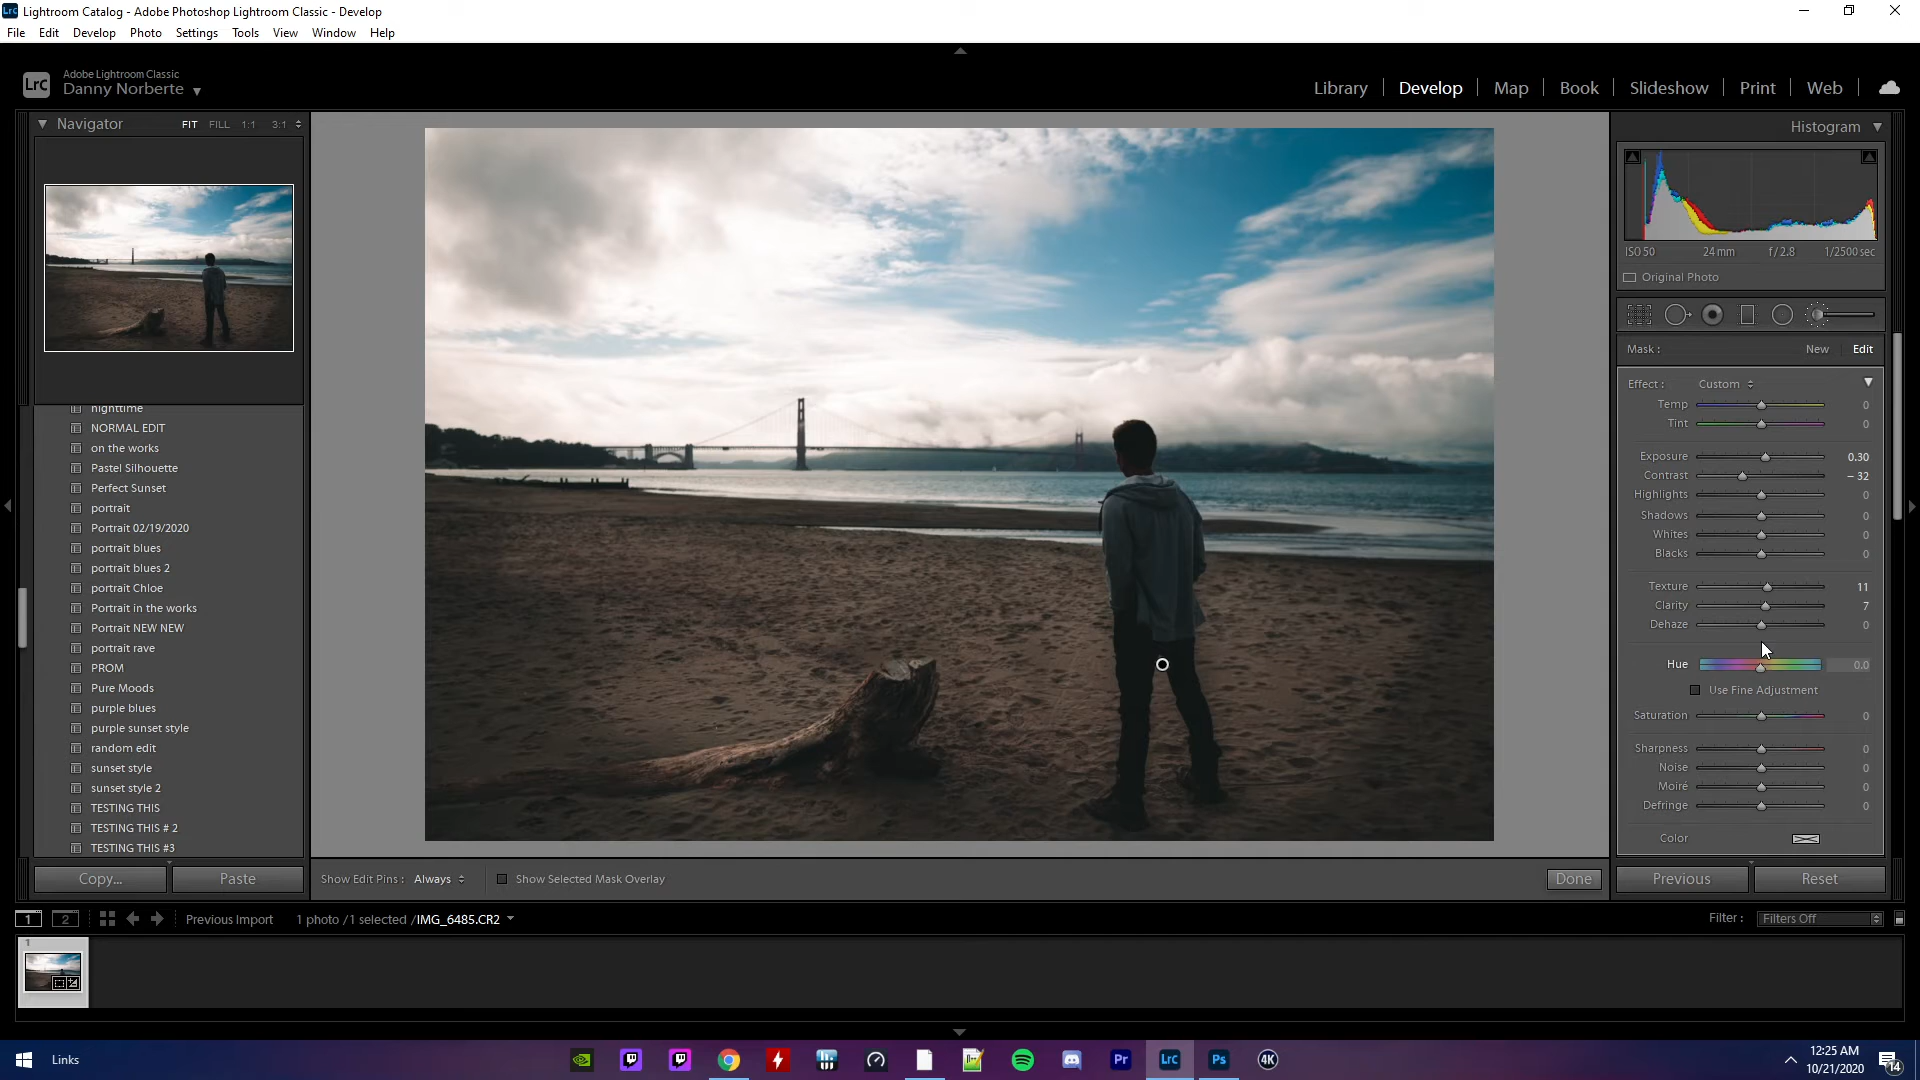 Lrc Lightroom Catalog - Adobe Photoshop Lightroom Classic - Develop
File Edit Develop Photo Settings Tools View Window Help
LrC Adobe Lightroom Classic
Danny Norberte
Library Develop Map Book Slideshow Print Web
Navigator FIT FILL 1:1 3:1
Histogram
ISO 50 24 mm f / 2.8 1/2500 sec
Original Photo
Mask : New Edit
Effect : Custom
Temp 0
Tint 0
Exposure 0.30
Contrast – 32
Highlights 0
Shadows 0
Whites 0
Blacks 0
Texture 11
Clarity 7
Dehaze 0
Hue 0.0
Use Fine Adjustment
Saturation 0
Sharpness 0
Noise 0
Moiré 0
Defringe 0
Color
nighttime
NORMAL EDIT
on the works
Pastel Silhouette
Perfect Sunset
portrait
Portrait 02/19/2020
portrait blues
portrait blues 2
portrait Chloe
Portrait in the works
Portrait NEW NEW
portrait rave
PROM
Pure Moods
purple blues
purple sunset style
random edit
sunset style
sunset style 2
TESTING THIS
TESTING THIS # 2
TESTING THIS #3
Copy... Paste
Show Edit Pins : Always Show Selected Mask Overlay Done
Previous Reset
1 2 Previous Import 1 photo / 1 selected / IMG_6485.CR2 Filter : Filters Off
1
Links Pr LrC Ps 4K
12:25 AM
10/21/2020
14